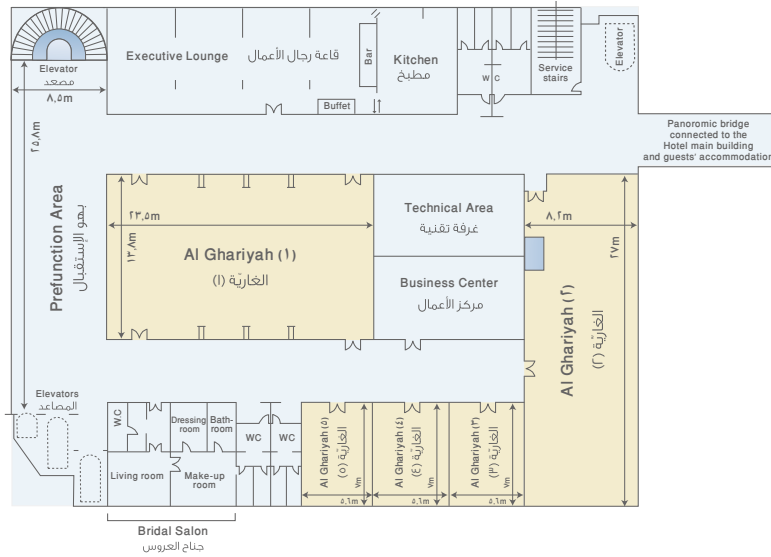 Executive Lounge قاعة رجال الأعمال
Bar
Kitchen
مطبخ
Buffet
W C
Service
stairs
Elevator
Elevator
مصعد
٨,٥m
٢٥,٨m
Panoromic bridge
connected to the
Hotel main building
and guests' accommodation
Prefunction Area
بهو الإستقبال
٢٣,٥m
١٣,٨m
Al Ghariyah (١)
الغاريّة (١)
Technical Area
غرفة تقنية
Business Center
مركز الأعمال
٨,٢m
٢٧m
Al Ghariyah (٢)
الغاريّة (٢)
Elevators
المصاعد
W.C
Dressing
room
Bath-
room
WC
WC
Living room
Make-up
room
Al Ghariyah (٥)
الغاريّة (٥)
٧m
٥,٦m
Al Ghariyah (٤)
الغاريّة (٤)
٧m
٥,٦m
Al Ghariyah (٣)
الغاريّة (٣)
٧m
٥,٦m
Bridal Salon
جناح العروس